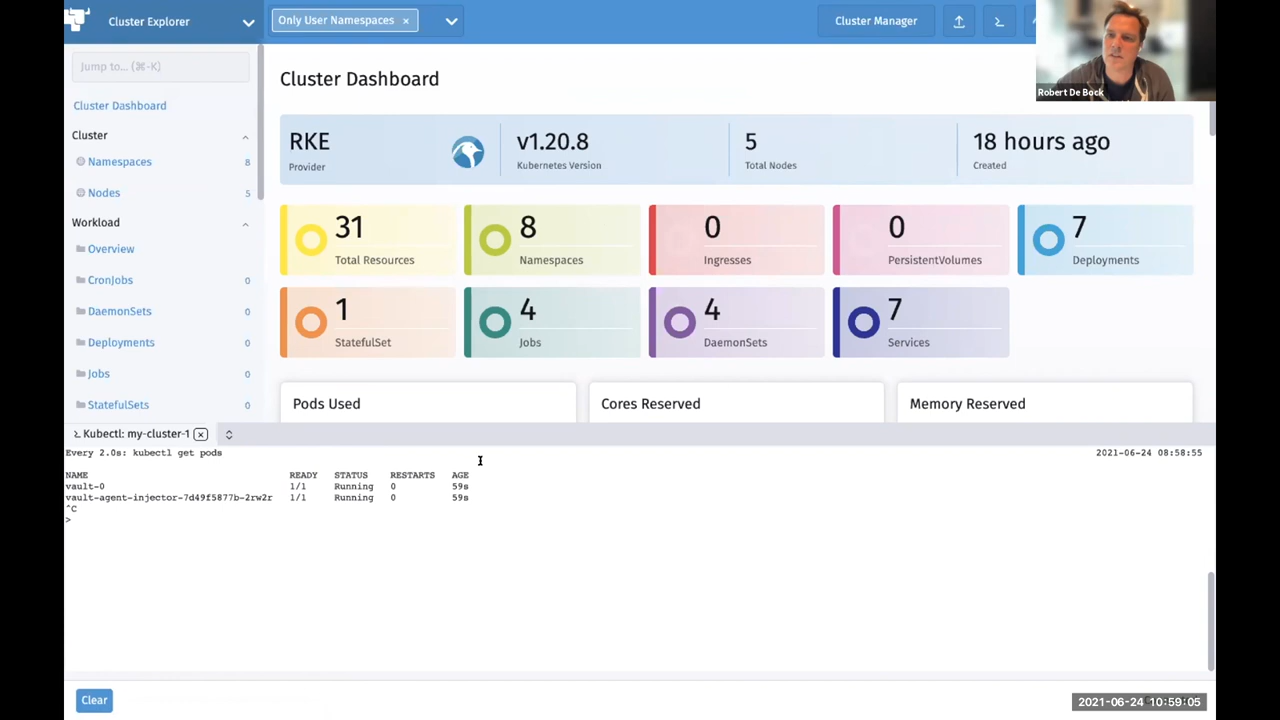 Cluster Explorer
Only User Namespaces ×
Cluster Manager
Robert De Bock
Jump to... (⌘-K)
Cluster Dashboard
Cluster
Namespaces 8
Nodes 5
Workload
Overview
CronJobs 0
DaemonSets 0
Deployments 0
Jobs 0
StatefulSets 0
Cluster Dashboard
RKE
Provider
v1.20.8
Kubernetes Version
5
Total Nodes
18 hours ago
Created
31
Total Resources
8
Namespaces
0
Ingresses
0
PersistentVolumes
7
Deployments
1
StatefulSet
4
Jobs
4
DaemonSets
7
Services
Pods Used
Cores Reserved
Memory Reserved
Kubectl: my-cluster-1
Every 2.0s: kubectl get pods 2021-06-24 08:58:55
NAME READY STATUS RESTARTS AGE
vault-0 1/1 Running 0 59s
vault-agent-injector-7d49f5877b-2rw2r 1/1 Running 0 59s
^C
>
Clear
2021-06-24 10:59:05